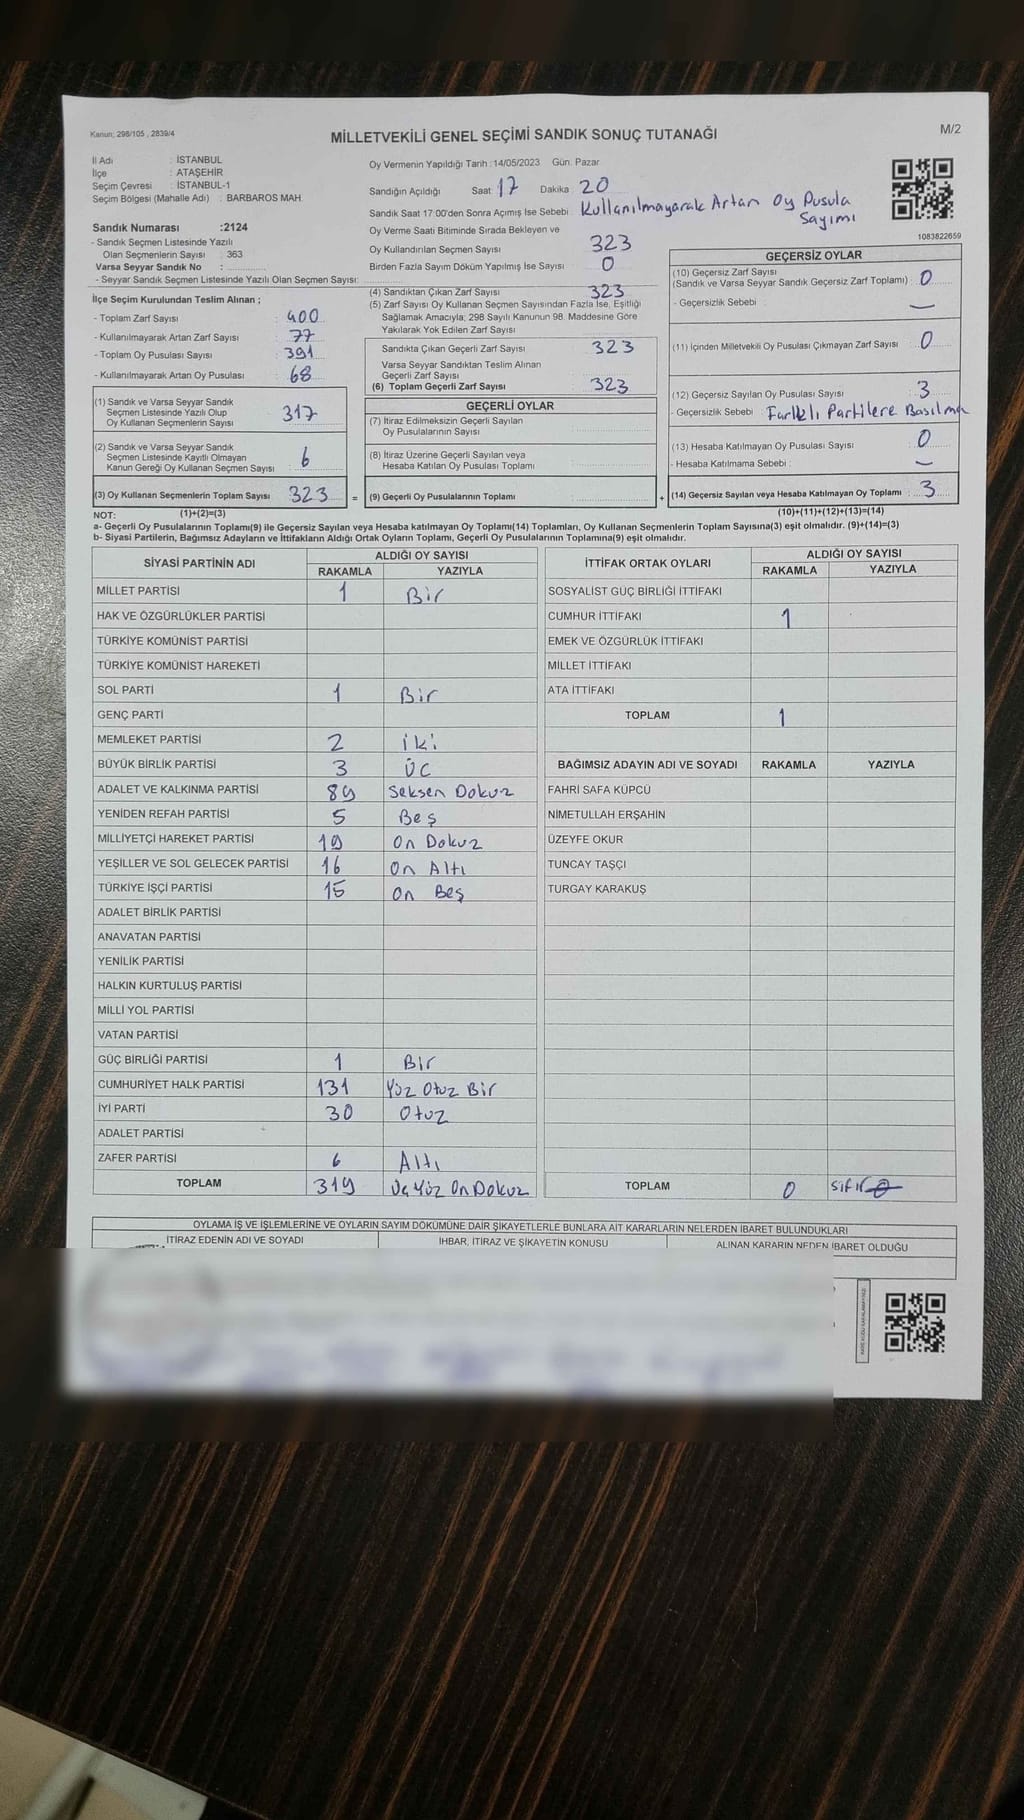 Kanun; 298/105 , 2839/4
MİLLETVEKİLİ GENEL SEÇİMİ SANDIK SONUÇ TUTANAĞI
M/2
İl Adı : İSTANBUL
İlçe : ATAŞEHİR
Seçim Çevresi : İSTANBUL-1
Seçim Bölgesi (Mahalle Adı) : BARBAROS MAH.
Sandık Numarası :2124
- Sandık Seçmen Listesinde Yazılı
Olan Seçmenlerin Sayısı : 363
Varsa Seyyar Sandık No :
- Seyyar Sandık Seçmen Listesinde Yazılı Olan Seçmen Sayısı:
İlçe Seçim Kurulundan Teslim Alınan ;
- Toplam Zarf Sayısı : 400
- Kullanılmayarak Artan Zarf Sayısı : 77
- Toplam Oy Pusulası Sayısı : 391
- Kullanılmayarak Artan Oy Pusulası : 68
(1) Sandık ve Varsa Seyyar Sandık
Seçmen Listesinde Yazılı Olup
Oy Kullanan Seçmenlerin Sayısı : 317
(2) Sandık ve Varsa Seyyar Sandık
Seçmen Listesinde Kayıtlı Olmayan
Kanun Gereği Oy Kullanan Seçmen Sayısı : 6
(3) Oy Kullanan Seçmenlerin Toplam Sayısı : 323 =
Oy Vermenin Yapıldığı Tarih :14/05/2023 Gün: Pazar
Sandığın Açıldığı Saat 17 Dakika 20
Sandık Saat 17:00'den Sonra Açılmış İse Sebebi : Kullanılmayarak Artan Oy Pusula
Sayımı
Oy Verme Saati Bitiminde Sırada Bekleyen ve
Oy Kullandırılan Seçmen Sayısı 323
Birden Fazla Sayım Döküm Yapılmış İse Sayısı : 0
(4) Sandıktan Çıkan Zarf Sayısı : 323
(5) Zarf Sayısı Oy Kullanan Seçmen Sayısından Fazla İse, Eşitliği
Sağlamak Amacıyla; 298 Sayılı Kanunun 98. Maddesine Göre
Yakılarak Yok Edilen Zarf Sayısı :
Sandıkta Çıkan Geçerli Zarf Sayısı : 323
Varsa Seyyar Sandıktan Teslim Alınan
Geçerli Zarf Sayısı :
(6) Toplam Geçerli Zarf Sayısı : 323
GEÇERLİ OYLAR
(7) İtiraz Edilmeksizin Geçerli Sayılan
Oy Pusulalarının Sayısı :
(8) İtiraz Üzerine Geçerli Sayılan veya
Hesaba Katılan Oy Pusulası Toplamı :
(9) Geçerli Oy Pusulalarının Toplamı : +
1083822659
GEÇERSİZ OYLAR
(10) Geçersiz Zarf Sayısı
(Sandık ve Varsa Seyyar Sandık Geçersiz Zarf Toplamı) : 0
- Geçersizlik Sebebi : —
(11) İçinden Milletvekili Oy Pusulası Çıkmayan Zarf Sayısı : 0
(12) Geçersiz Sayılan Oy Pusulası Sayısı : 3
- Geçersizlik Sebebi : Farklı Partilere Basılma
(13) Hesaba Katılmayan Oy Pusulası Sayısı : 0
- Hesaba Katılmama Sebebi : —
(14) Geçersiz Sayılan veya Hesaba Katılmayan Oy Toplamı : 3
NOT: (1)+(2)=(3) (10)+(11)+(12)+(13)=(14)
a- Geçerli Oy Pusulalarının Toplamı(9) ile Geçersiz Sayılan veya Hesaba katılmayan Oy Toplamı(14) Toplamları, Oy Kullanan Seçmenlerin Toplam Sayısına(3) eşit olmalıdır. (9)+(14)=(3)
b- Siyasi Partilerin, Bağımsız Adayların ve İttifakların Aldığı Ortak Oyların Toplamı, Geçerli Oy Pusulalarının Toplamına(9) eşit olmalıdır.
SİYASİ PARTİNİN ADI ALDIĞI OY SAYISI
RAKAMLA YAZIYLA
MİLLET PARTİSİ 1 Bir
HAK VE ÖZGÜRLÜKLER PARTİSİ
TÜRKİYE KOMÜNİST PARTİSİ
TÜRKİYE KOMÜNİST HAREKETİ
SOL PARTİ 1 Bir
GENÇ PARTİ
MEMLEKET PARTİSİ 2 İki
BÜYÜK BİRLİK PARTİSİ 3 ÜC
ADALET VE KALKINMA PARTİSİ 89 Seksen Dokuz
YENİDEN REFAH PARTİSİ 5 Beş
MİLLİYETÇİ HAREKET PARTİSİ 19 On Dokuz
YEŞİLLER VE SOL GELECEK PARTİSİ 16 On Altı
TÜRKİYE İŞÇİ PARTİSİ 15 On Beş
ADALET BİRLİK PARTİSİ
ANAVATAN PARTİSİ
YENİLİK PARTİSİ
HALKIN KURTULUŞ PARTİSİ
MİLLİ YOL PARTİSİ
VATAN PARTİSİ
GÜÇ BİRLİĞİ PARTİSİ 1 Bir
CUMHURİYET HALK PARTİSİ 131 Yüz Otuz Bir
İYİ PARTİ 30 Otuz
ADALET PARTİSİ
ZAFER PARTİSİ 6 Altı
TOPLAM 319 Üç Yüz On Dokuz
İTTİFAK ORTAK OYLARI ALDIĞI OY SAYISI
RAKAMLA YAZIYLA
SOSYALİST GÜÇ BİRLİĞİ İTTİFAKI
CUMHUR İTTİFAKI 1
EMEK VE ÖZGÜRLÜK İTTİFAKI
MİLLET İTTİFAKI
ATA İTTİFAKI
TOPLAM 1
BAĞIMSIZ ADAYIN ADI VE SOYADI RAKAMLA YAZIYLA
FAHRİ SAFA KÜPCÜ
NİMETULLAH ERŞAHİN
ÜZEYFE OKUR
TUNCAY TAŞÇI
TURGAY KARAKUŞ
TOPLAM 0 Sıfır
OYLAMA İŞ VE İŞLEMLERİNE VE OYLARIN SAYIM DÖKÜMÜNE DAİR ŞİKAYETLERLE BUNLARA AİT KARARLARIN NELERDEN İBARET BULUNDUKLARI
İTİRAZ EDENİN ADI VE SOYADI İHBAR, İTİRAZ VE ŞİKAYETİN KONUSU ALINAN KARARIN NEDEN İBARET OLDUĞU